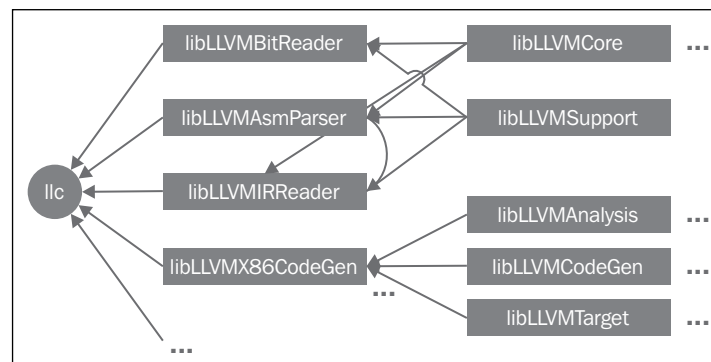 libLLVMBitReader
libLLVMCore
...
libLLVMAsmParser
libLLVMSupport
llc
libLLVMIRReader
libLLVMAnalysis
...
libLLVMX86CodeGen
libLLVMCodeGen
...
...
libLLVMTarget
...
...